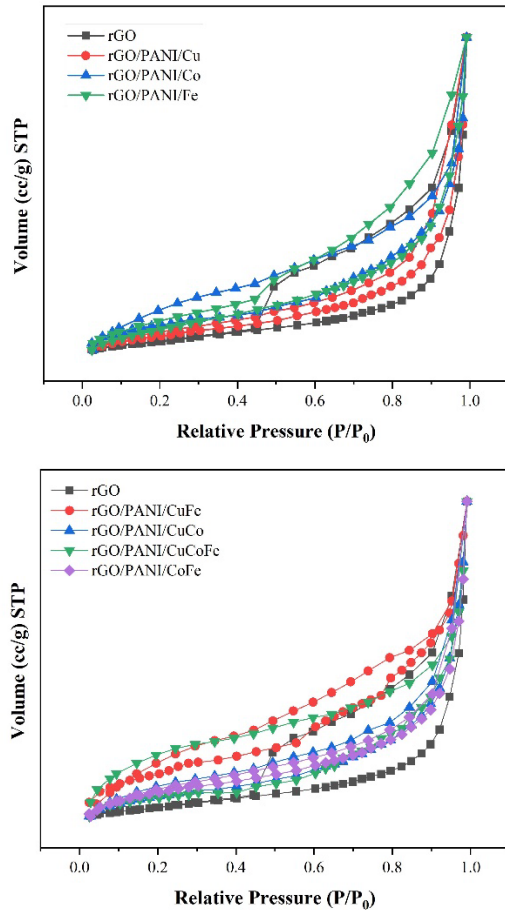 rGO
rGO/PANI/Cu
rGO/PANI/Co
rGO/PANI/Fe
Volume (cc/g) STP
0.0 0.2 0.4 0.6 0.8 1.0
Relative Pressure (P/P₀)
rGO
rGO/PANI/CuFe
rGO/PANI/CuCo
rGO/PANI/CuCoFe
rGO/PANI/CoFe
Volume (cc/g) STP
0.0 0.2 0.4 0.6 0.8 1.0
Relative Pressure (P/P₀)